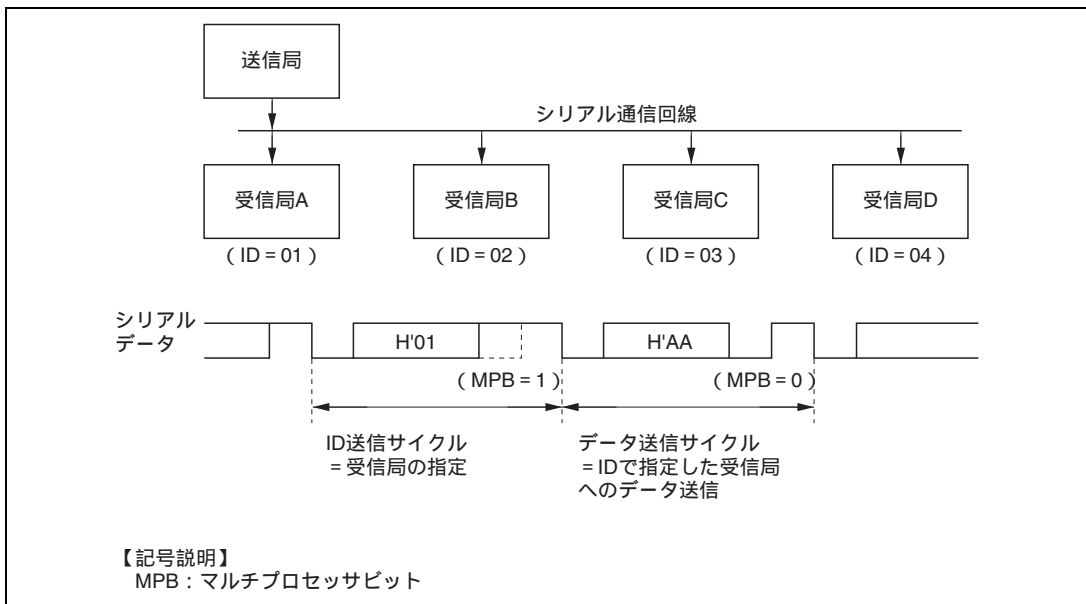 送信局
シリアル通信回線
受信局A
受信局B
受信局C
受信局D
（ID = 01）
（ID = 02）
（ID = 03）
（ID = 04）
シリアル
データ
H'01
H'AA
（MPB = 1）
（MPB = 0）
ID送信サイクル
= 受信局の指定
データ送信サイクル
= IDで指定した受信局
へのデータ送信
【記号説明】
MPB：マルチプロセッサビット